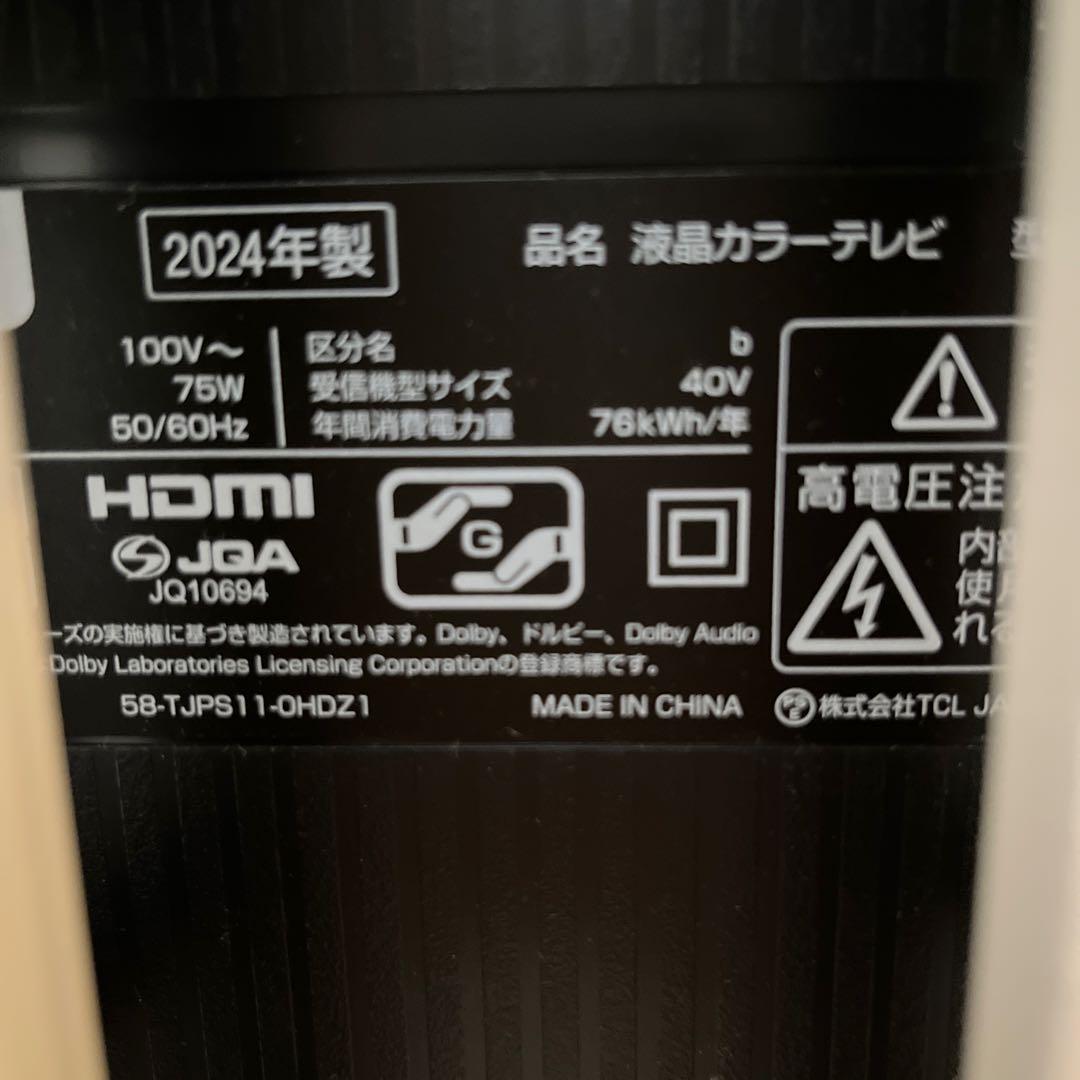 2024年製
品名 液晶カラーテレビ
100V～
75W
50/60Hz
区分名 b
受信機型サイズ 40V
年間消費電力量 76kWh/年
HDMI
JQA
JQ10694
G
高電圧注
内部
使用
れる
ーズの実施権に基づき製造されています。Dolby、ドルビー、Dolby Audio
Dolby Laboratories Licensing Corporationの登録商標です。
58-TJPS11-0HDZ1
MADE IN CHINA
株式会社TCL JA